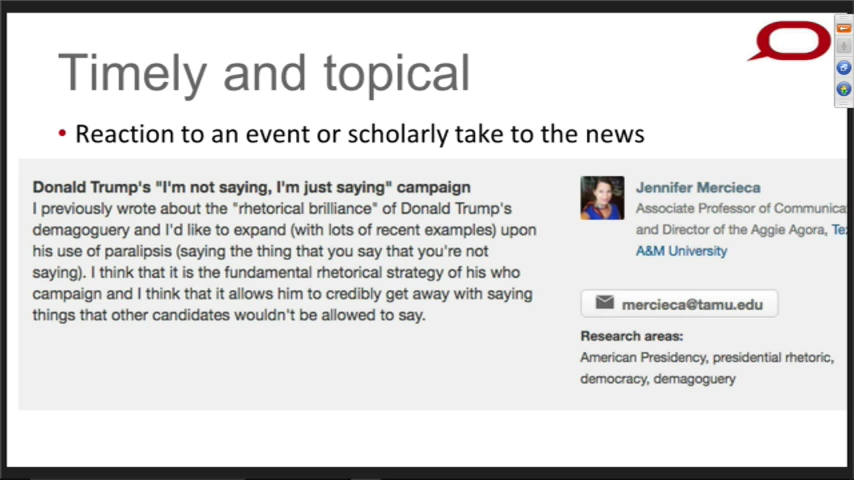 Timely and topical
• Reaction to an event or scholarly take to the news
Donald Trump's "I'm not saying, I'm just saying" campaign
I previously wrote about the "rhetorical brilliance" of Donald Trump's
demagoguery and I'd like to expand (with lots of recent examples) upon
his use of paralipsis (saying the thing that you say that you're not
saying). I think that it is the fundamental rhetorical strategy of his who
campaign and I think that it allows him to credibly get away with saying
things that other candidates wouldn't be allowed to say.
Jennifer Mercieca
Associate Professor of Communica
and Director of the Aggie Agora, Te
A&M University
mercieca@tamu.edu
Research areas:
American Presidency, presidential rhetoric,
democracy, demagoguery